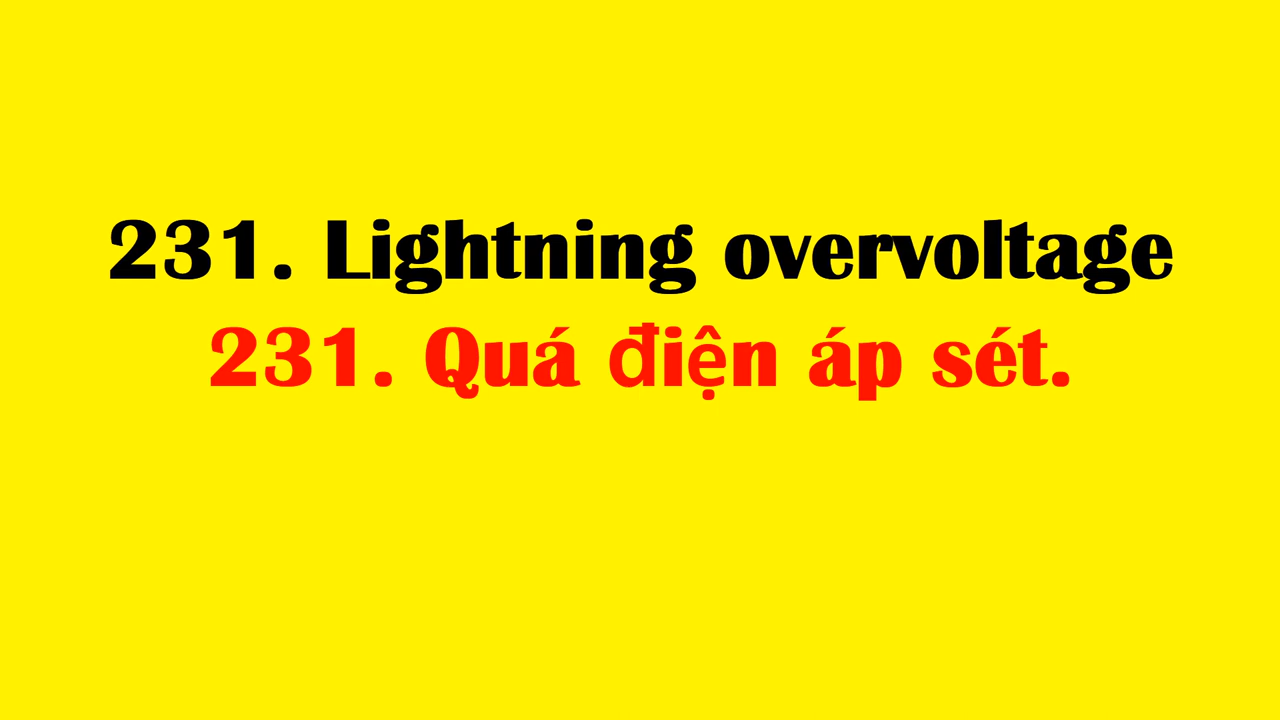 231. Lightning overvoltage
231. Quá điện áp sét.